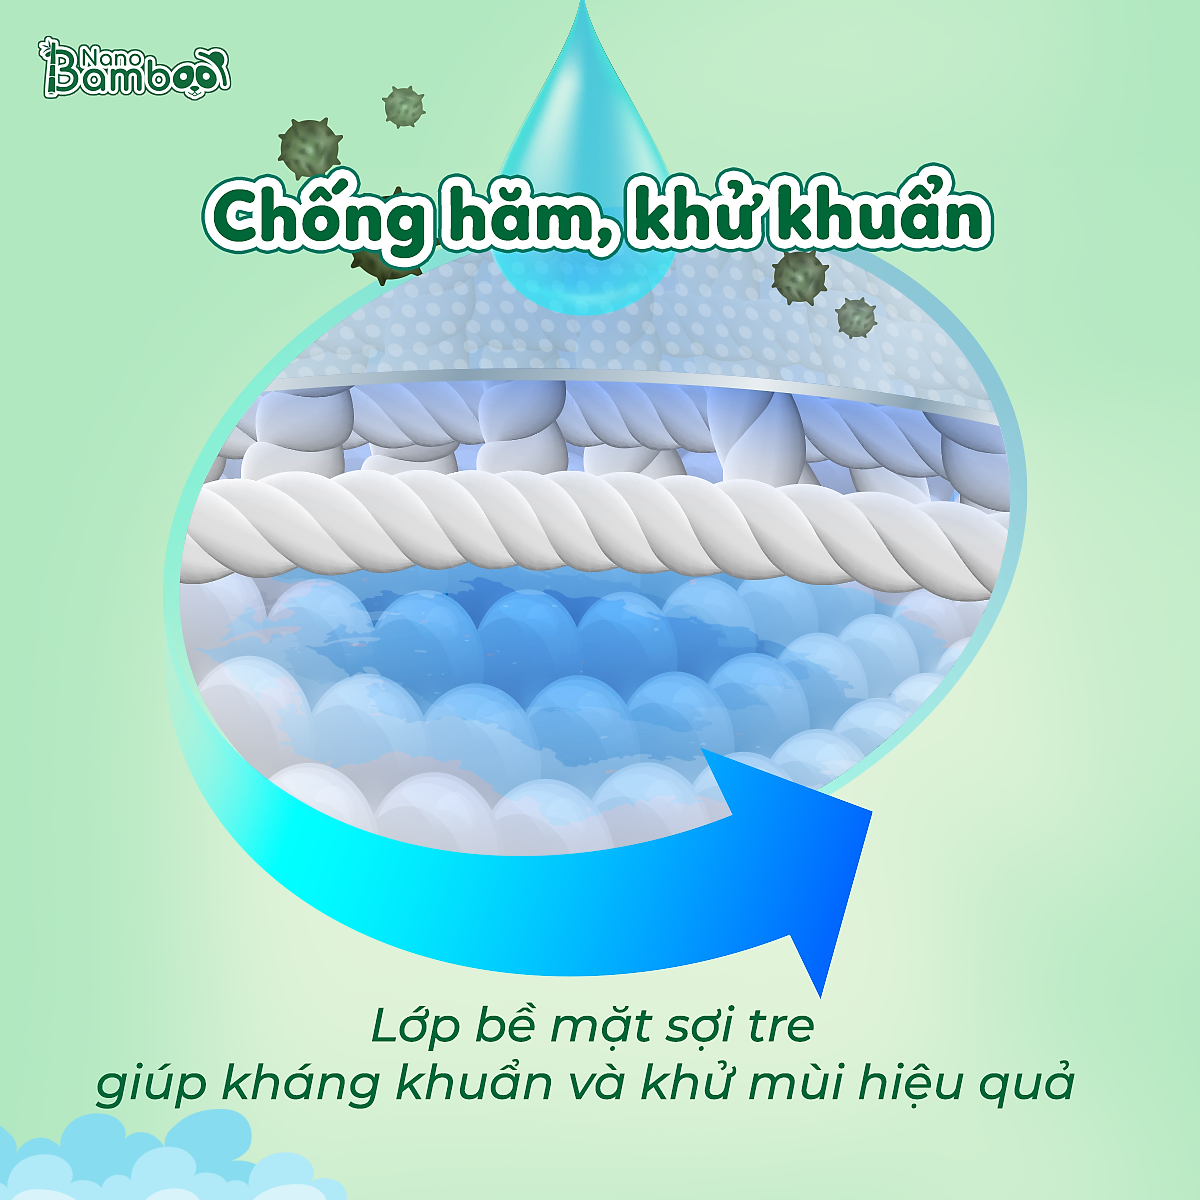 Nano
Bamboo
Chống hăm, khử khuẩn
Lớp bề mặt sợi tre
giúp kháng khuẩn và khử mùi hiệu quả